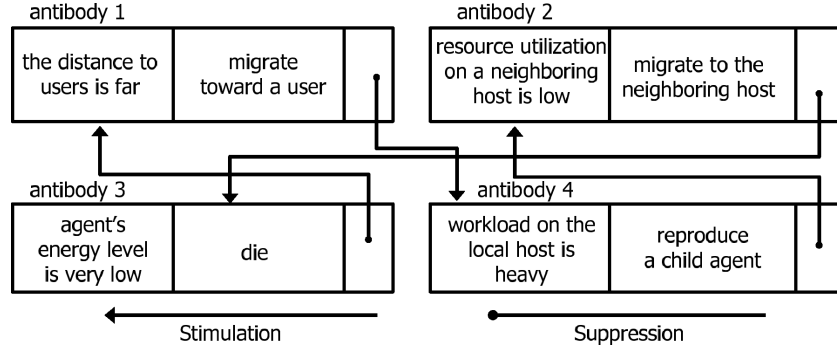 antibody 1
antibody 2
the distance to
users is far
migrate
toward a user
resource utilization
on a neighboring
host is low
migrate to the
neighboring host
antibody 3
antibody 4
agent's
energy level
is very low
die
workload on the
local host is
heavy
reproduce
a child agent
Stimulation
Suppression